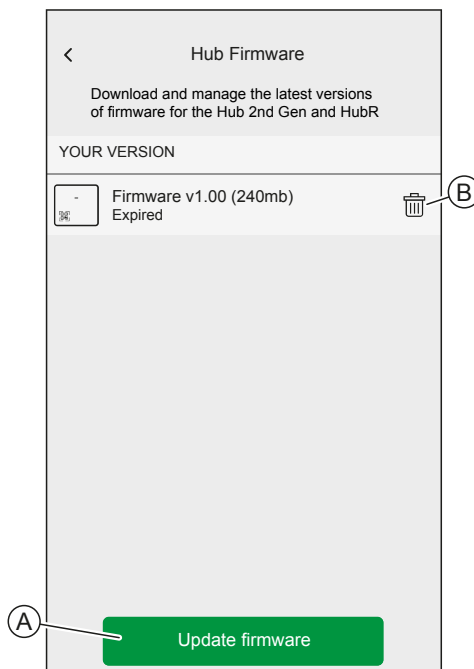 Hub Firmware
Download and manage the latest versions
of firmware for the Hub 2nd Gen and HubR
YOUR VERSION
Firmware v1.00 (240mb)
Expired
B
A
Update firmware